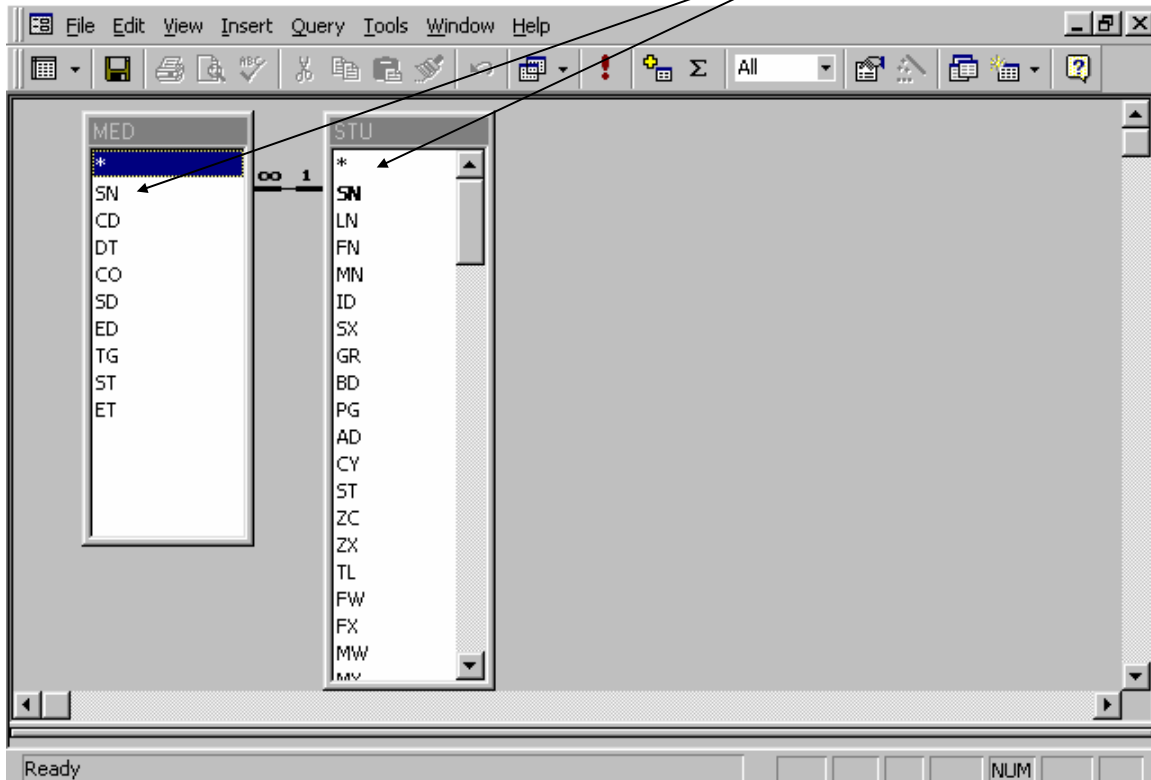 File Edit View Insert Query Tools Window Help
ABC
Σ All
MED
*
SN
CD
DT
CO
SD
ED
TG
ST
ET
∞ 1
STU
*
SN
LN
FN
MN
ID
SX
GR
BD
PG
AD
CY
ST
ZC
ZX
TL
FW
FX
MW
Ready NUM